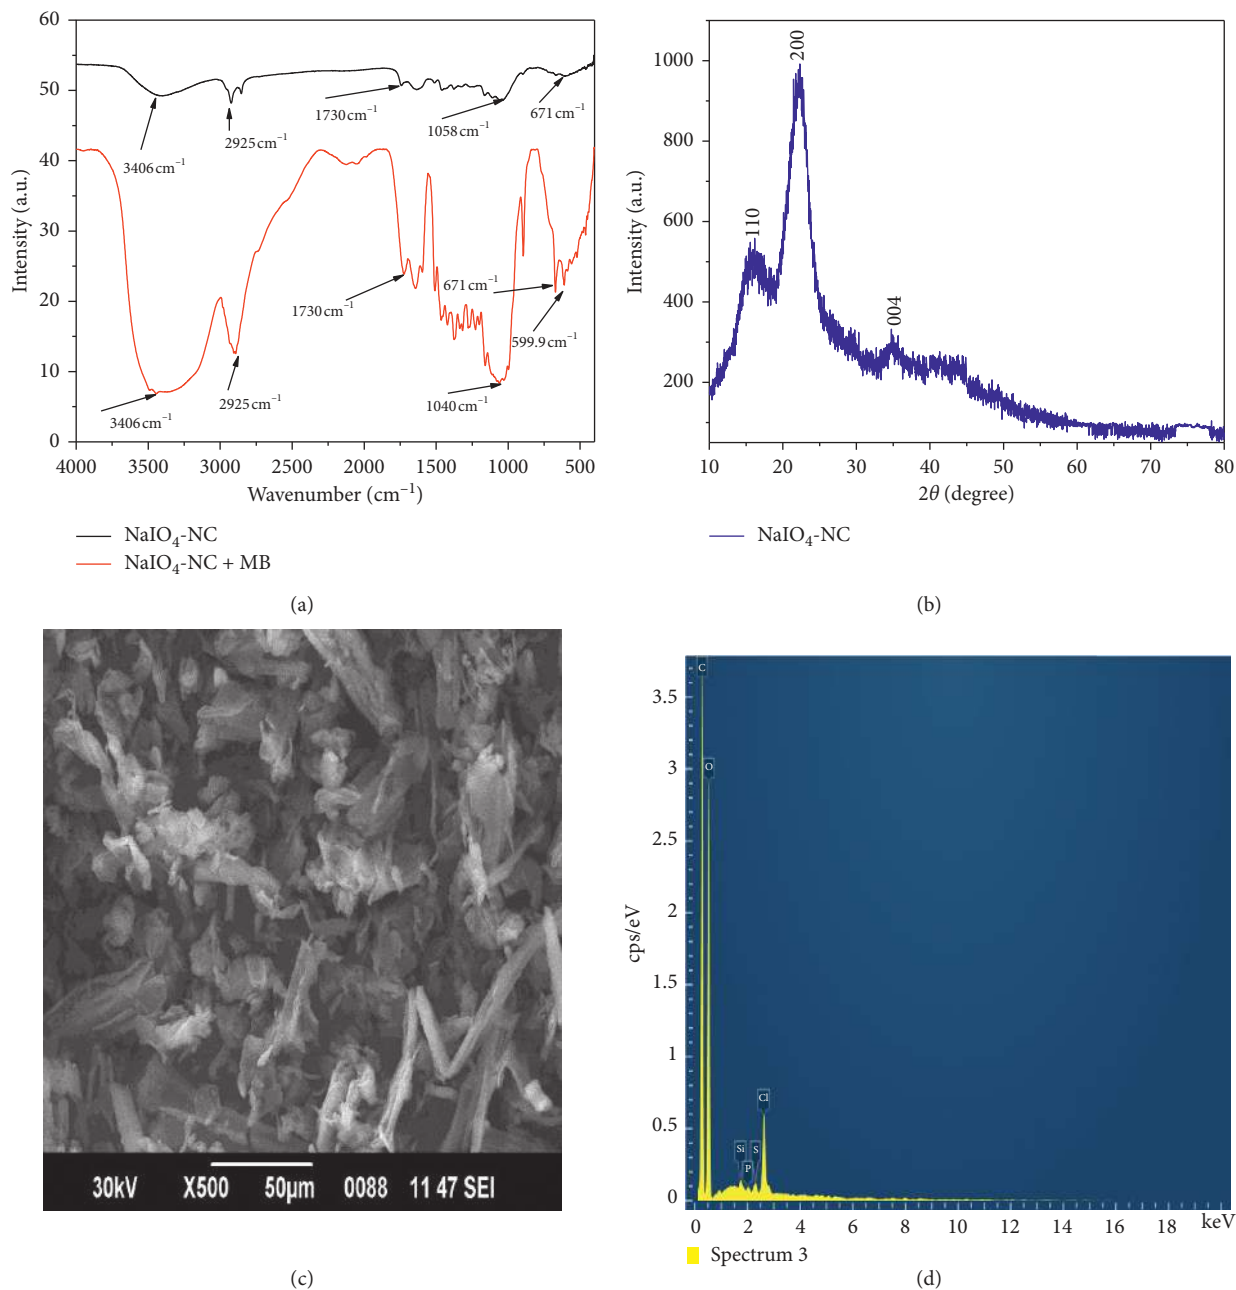 60
50
40
30
20
10
0
Intensity (a.u.)
3406 cm⁻¹
2925 cm⁻¹
1730 cm⁻¹
1058 cm⁻¹
671 cm⁻¹
3406 cm⁻¹
2925 cm⁻¹
1730 cm⁻¹
1040 cm⁻¹
671 cm⁻¹
599.9 cm⁻¹
4000 3500 3000 2500 2000 1500 1000 500
Wavenumber (cm⁻¹)
NaIO₄-NC
NaIO₄-NC + MB
(a)
1000
800
600
400
200
Intensity (a.u.)
110
200
004
10 20 30 40 50 60 70 80
2θ (degree)
NaIO₄-NC
(b)
30kV X500 50μm 0088 11 47 SEI
(c)
3.5
3
2.5
2
1.5
1
0.5
0
cps/eV
C
O
Si
P
S
Cl
0 2 4 6 8 10 12 14 16 18 keV
Spectrum 3
(d)